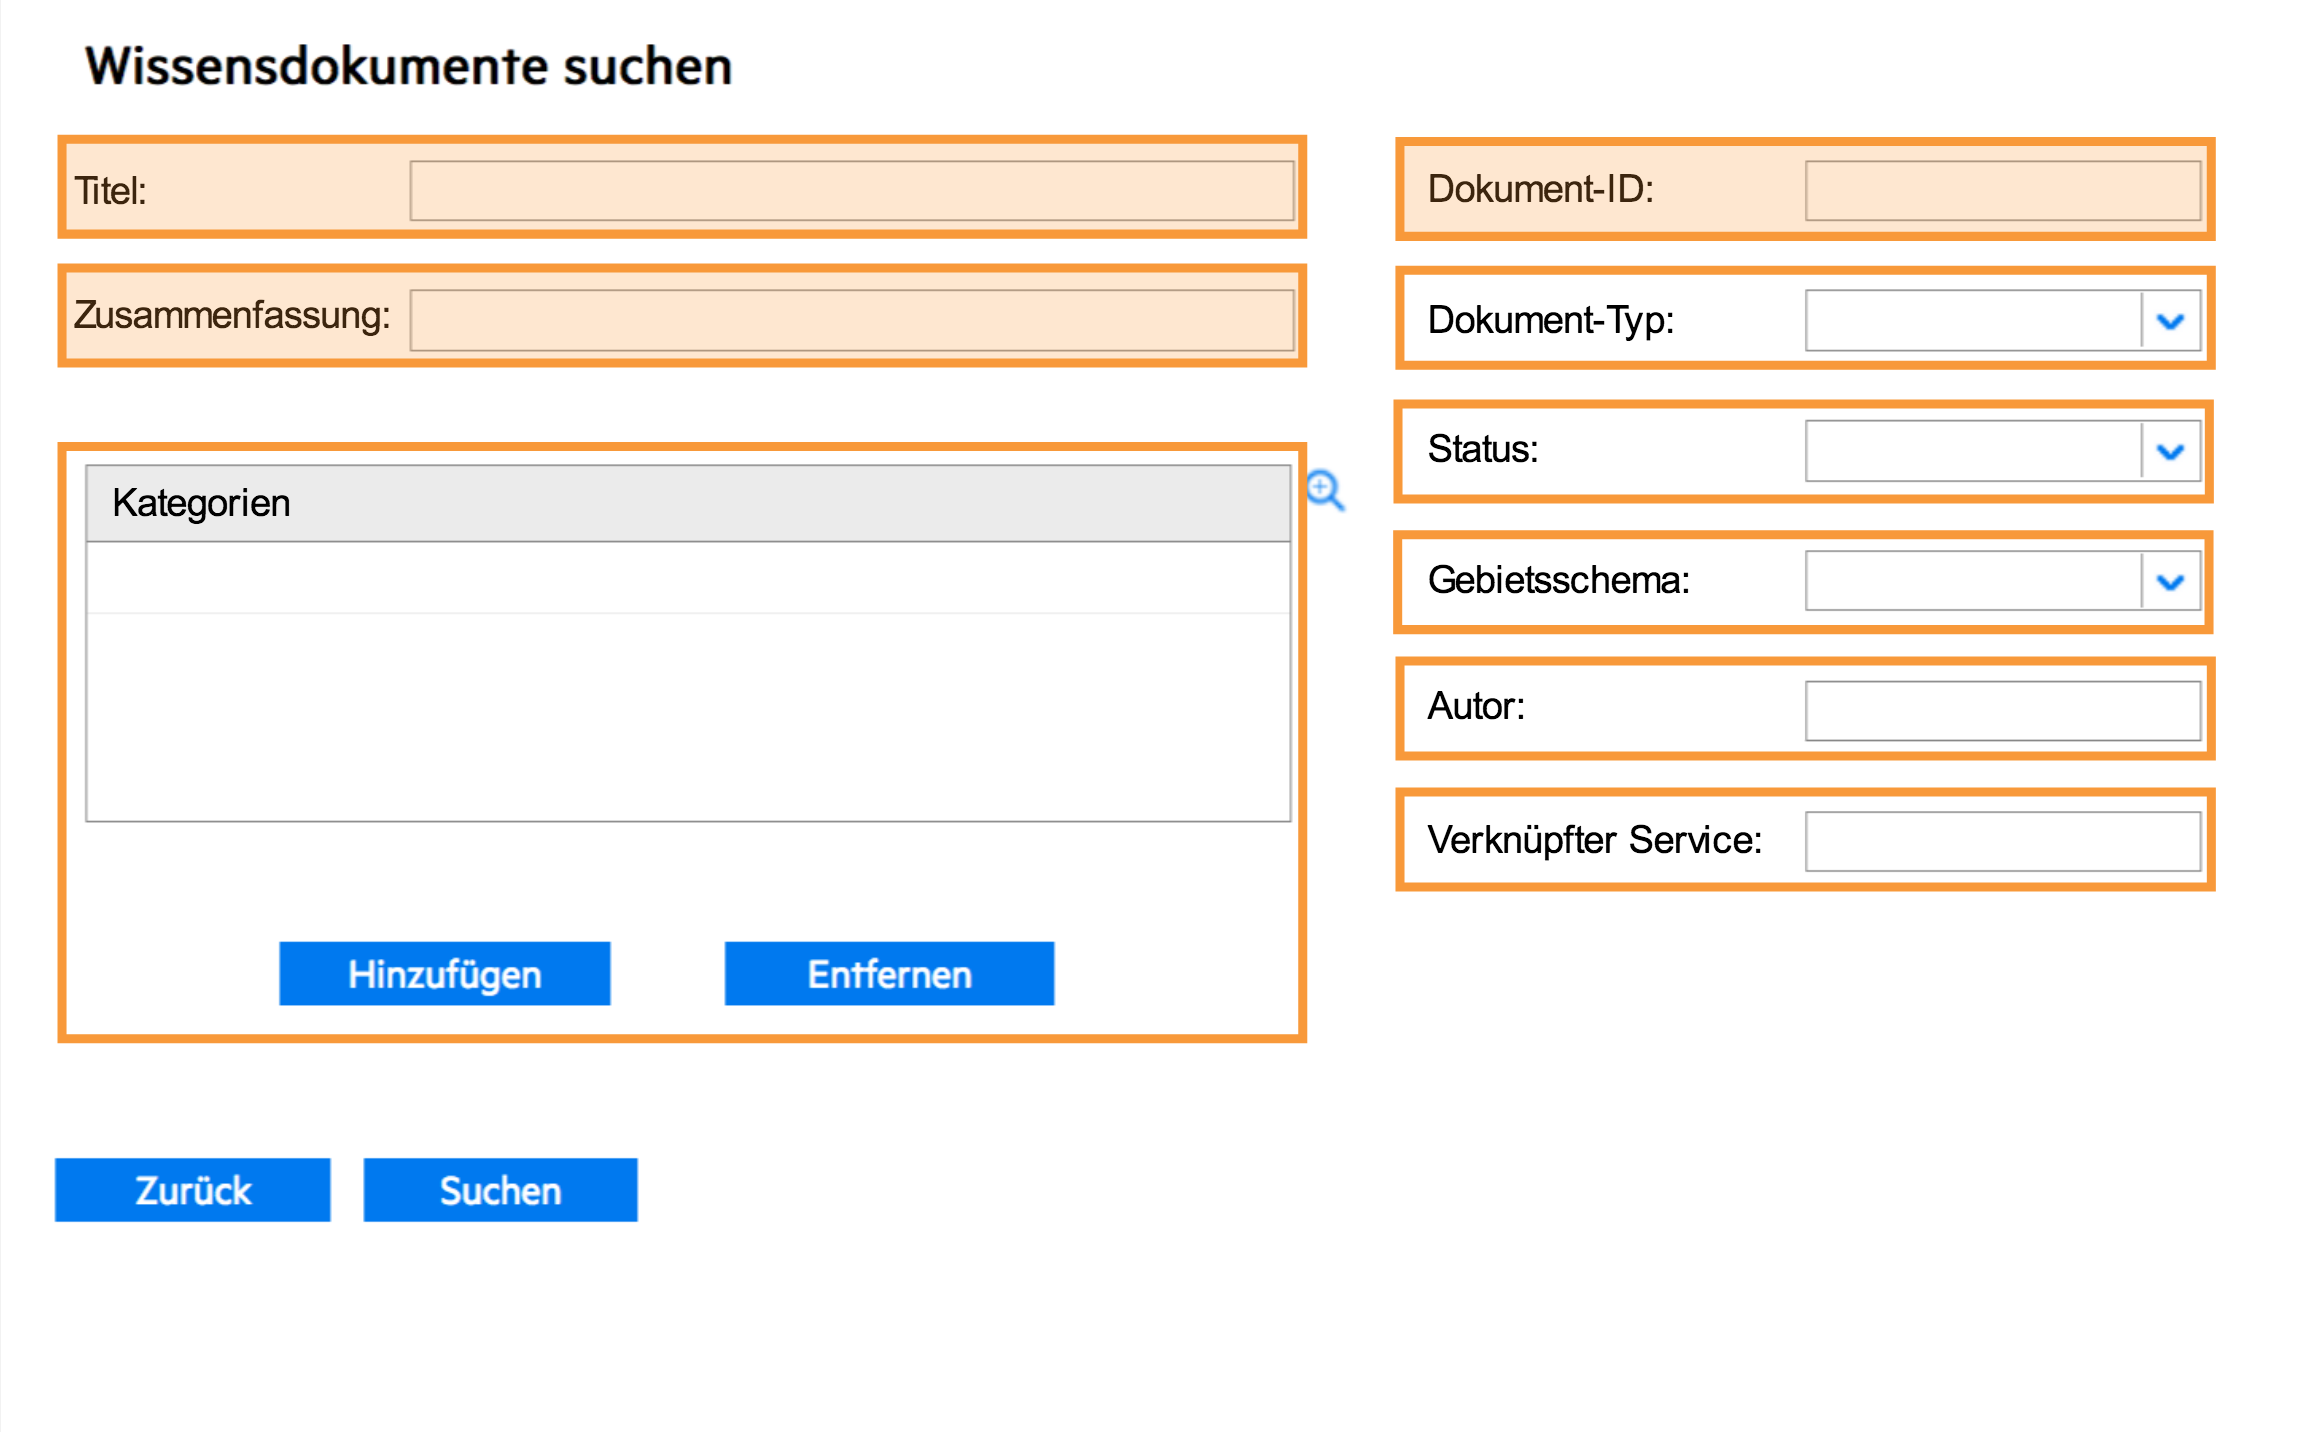 Wissensdokumente suchen
Titel:
Zusammenfassung:
Kategorien
Hinzufügen
Entfernen
Dokument-ID:
Dokument-Typ:
Status:
Gebietsschema:
Autor:
Verknüpfter Service:
Zurück
Suchen